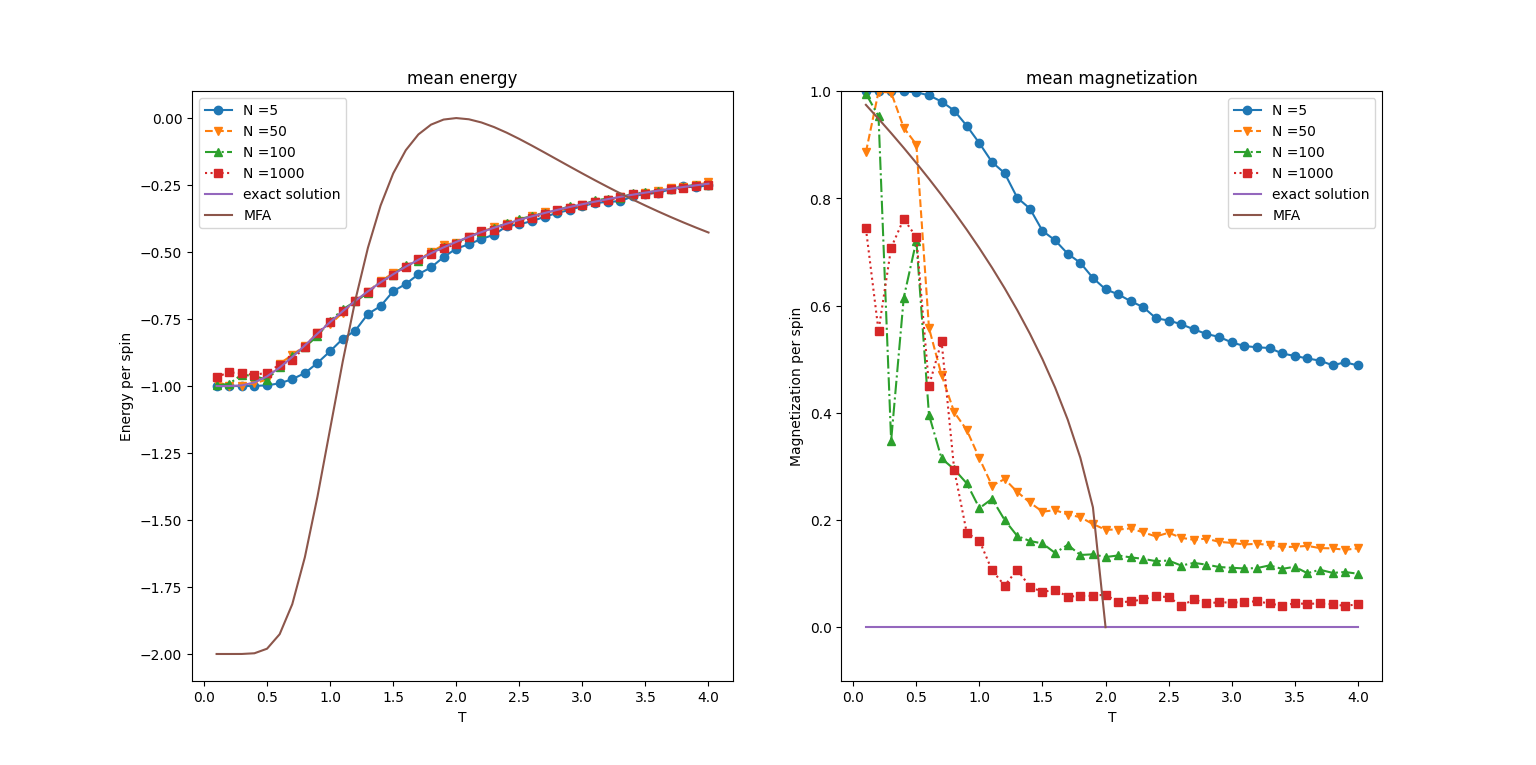 mean energy
N =5
N =50
N =100
N =1000
exact solution
MFA
Energy per spin
0.00
−0.25
−0.50
−0.75
−1.00
−1.25
−1.50
−1.75
−2.00
0.0
0.5
1.0
1.5
2.0
2.5
3.0
3.5
4.0
T
mean magnetization
N =5
N =50
N =100
N =1000
exact solution
MFA
Magnetization per spin
1.0
0.8
0.6
0.4
0.2
0.0
0.0
0.5
1.0
1.5
2.0
2.5
3.0
3.5
4.0
T